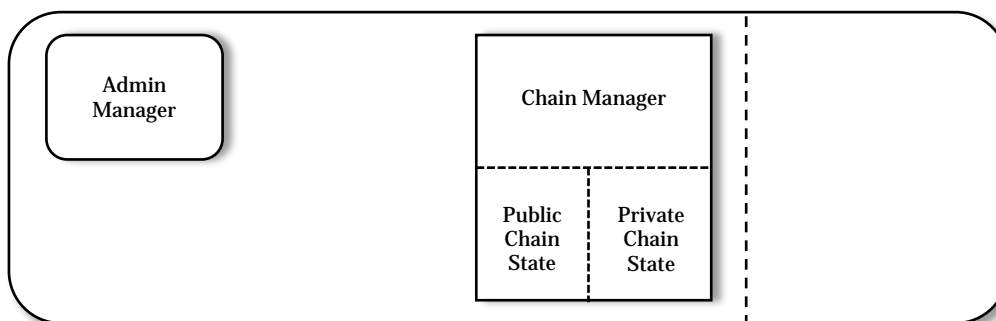 Admin
Manager
Chain Manager
Public
Chain
State
Private
Chain
State